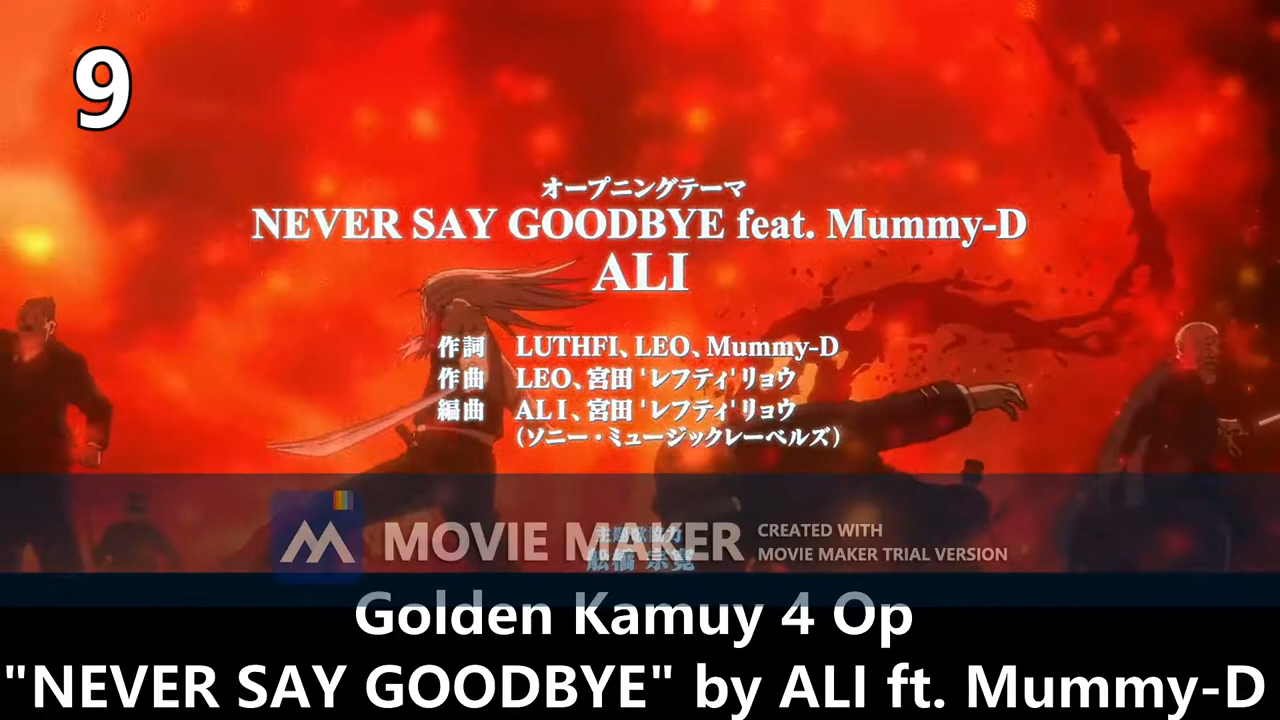 9
オープニングテーマ
NEVER SAY GOODBYE feat. Mummy-D
ALI
作詞 LUTHFI、LEO、Mummy-D
作曲 LEO、宮田 'レフティ' リョウ
編曲 ALI、宮田 'レフティ' リョウ
(ソニー・ミュージックレーベルズ)
MOVIE MAKER
CREATED WITH
MOVIE MAKER TRIAL VERSION
Golden Kamuy 4 Op
"NEVER SAY GOODBYE" by ALI ft. Mummy-D